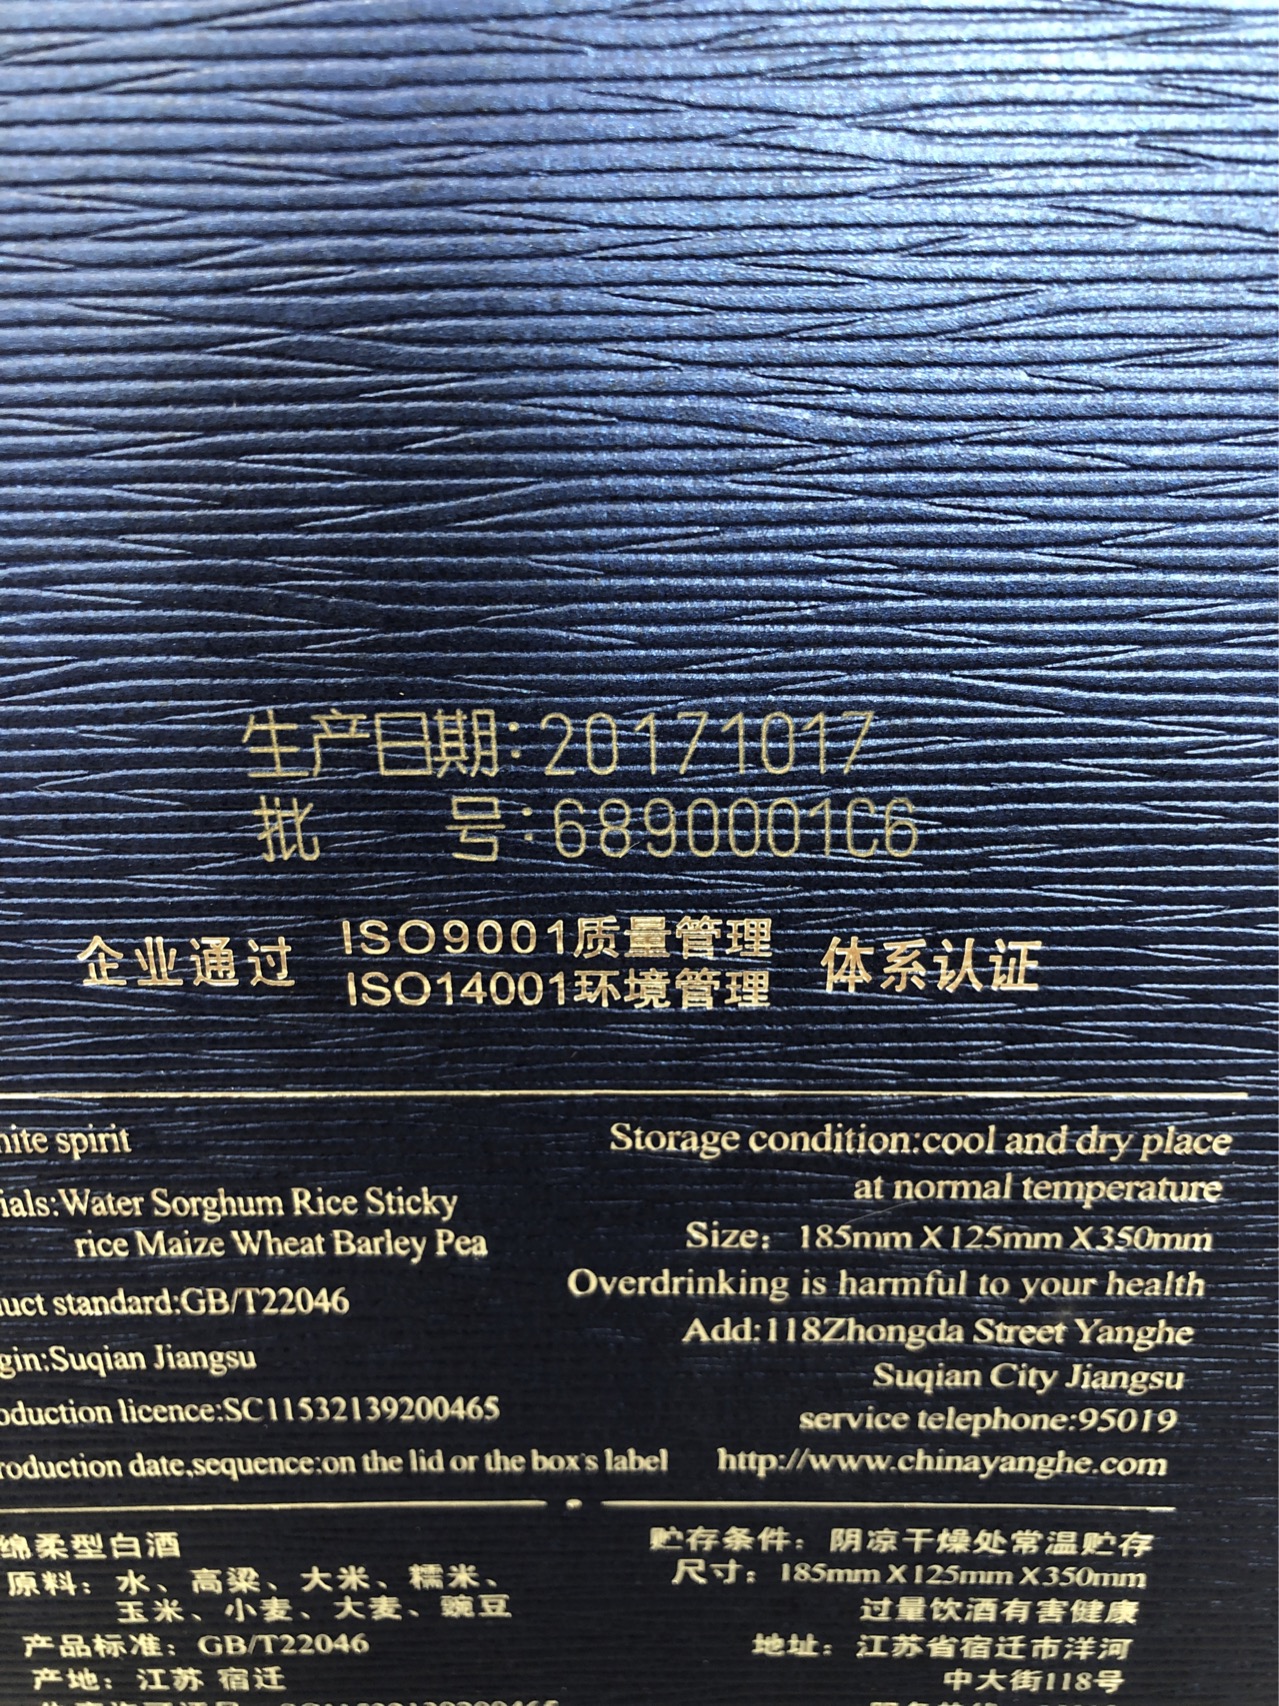 生产日期:20171017
批 号:6890001C6
企业通过 ISO9001质量管理 体系认证
ISO14001环境管理
hite spirit
ials:Water Sorghum Rice Sticky
rice Maize Wheat Barley Pea
uct standard:GB/T22046
gin:Suqian Jiangsu
oduction licence:SC11532139200465
roduction date,sequence:on the lid or the box's label
Storage condition:cool and dry place
at normal temperature
Size: 185mm X 125mm X 350mm
Overdrinking is harmful to your health
Add:118Zhongda Street Yanghe
Suqian City Jiangsu
service telephone:95019
http://www.chinayanghe.com
绵柔型白酒
原料: 水、高粱、大米、糯米、
玉米、小麦、大麦、豌豆
产品标准: GB/T22046
产地: 江苏 宿迁
贮存条件: 阴凉干燥处常温贮存
尺寸: 185mm X 125mm X 350mm
过量饮酒有害健康
地址: 江苏省宿迁市洋河
中大街118号